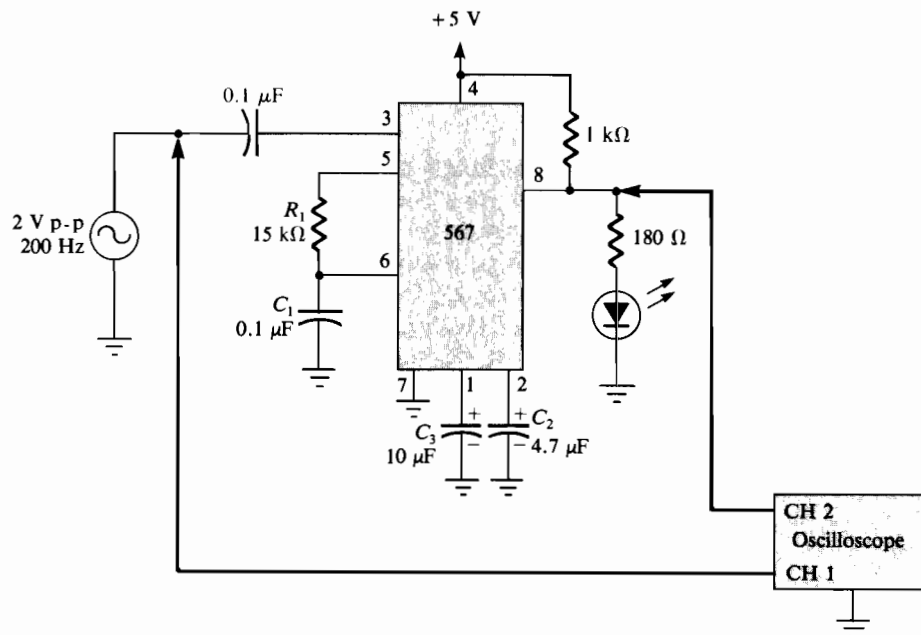 +5 V
4
0.1 µF
3
1 kΩ
5
8
2 V p-p
200 Hz
R₁
15 kΩ
567
180 Ω
6
C₁
0.1 µF
7
1
2
+
+
C₃
C₂
10 µF
−
−
4.7 µF
CH 2
Oscilloscope
CH 1